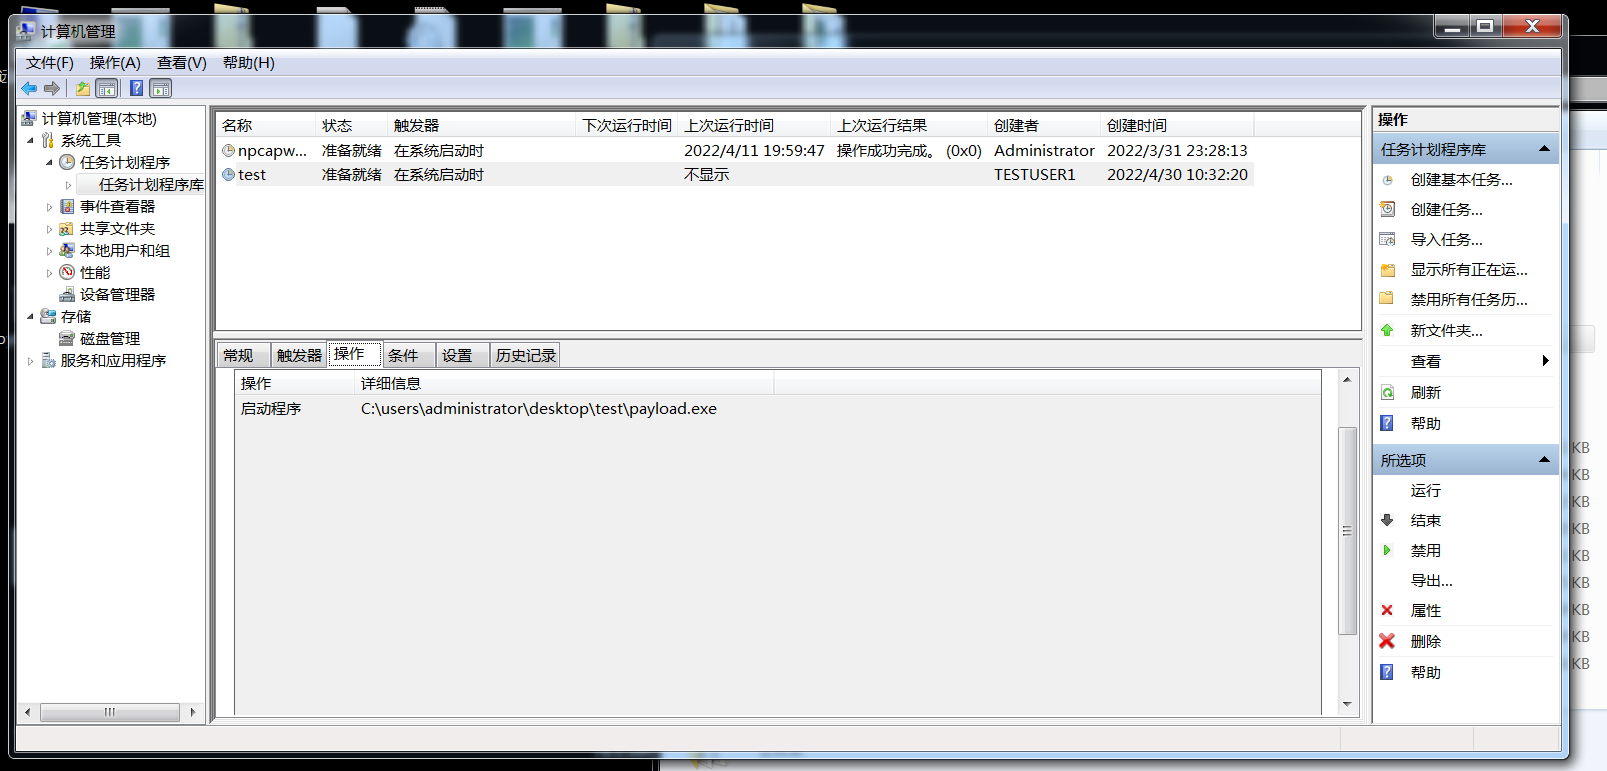 计算机管理
文件(F) 操作(A) 查看(V) 帮助(H)
计算机管理(本地)
系统工具
任务计划程序
任务计划程序库
事件查看器
共享文件夹
本地用户和组
性能
设备管理器
存储
磁盘管理
服务和应用程序
名称 状态 触发器 下次运行时间 上次运行时间 上次运行结果 创建者 创建时间
npcapw... 准备就绪 在系统启动时 2022/4/11 19:59:47 操作成功完成。 (0x0) Administrator 2022/3/31 23:28:13
test 准备就绪 在系统启动时 不显示 TESTUSER1 2022/4/30 10:32:20
常规 触发器 操作 条件 设置 历史记录
操作 详细信息
启动程序 C:\users\administrator\desktop\test\payload.exe
操作
任务计划程序库
创建基本任务...
创建任务...
导入任务...
显示所有正在运...
禁用所有任务历...
新文件夹...
查看
刷新
帮助
所选项
运行
结束
禁用
导出...
属性
删除
帮助
KB
KB
KB
KB
KB
KB
KB
KB
KB